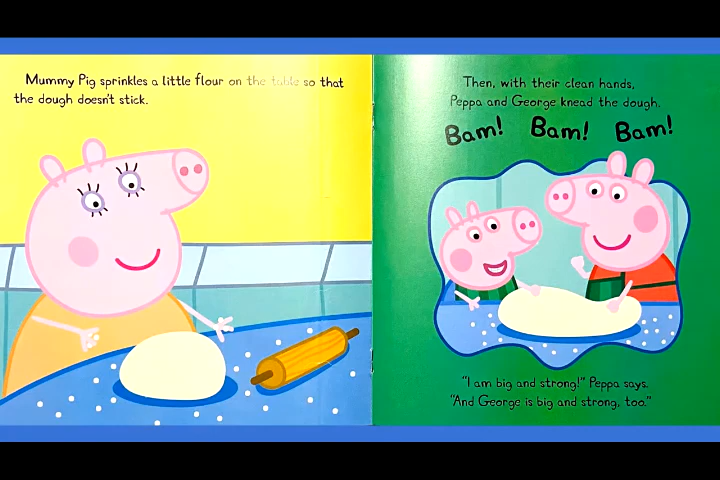 Mummy Pig sprinkles a little flour on the table so that
the dough doesn't stick.
Then, with their clean hands,
Peppa and George knead the dough.
Bam! Bam! Bam!
"I am big and strong!" Peppa says.
"And George is big and strong, too."